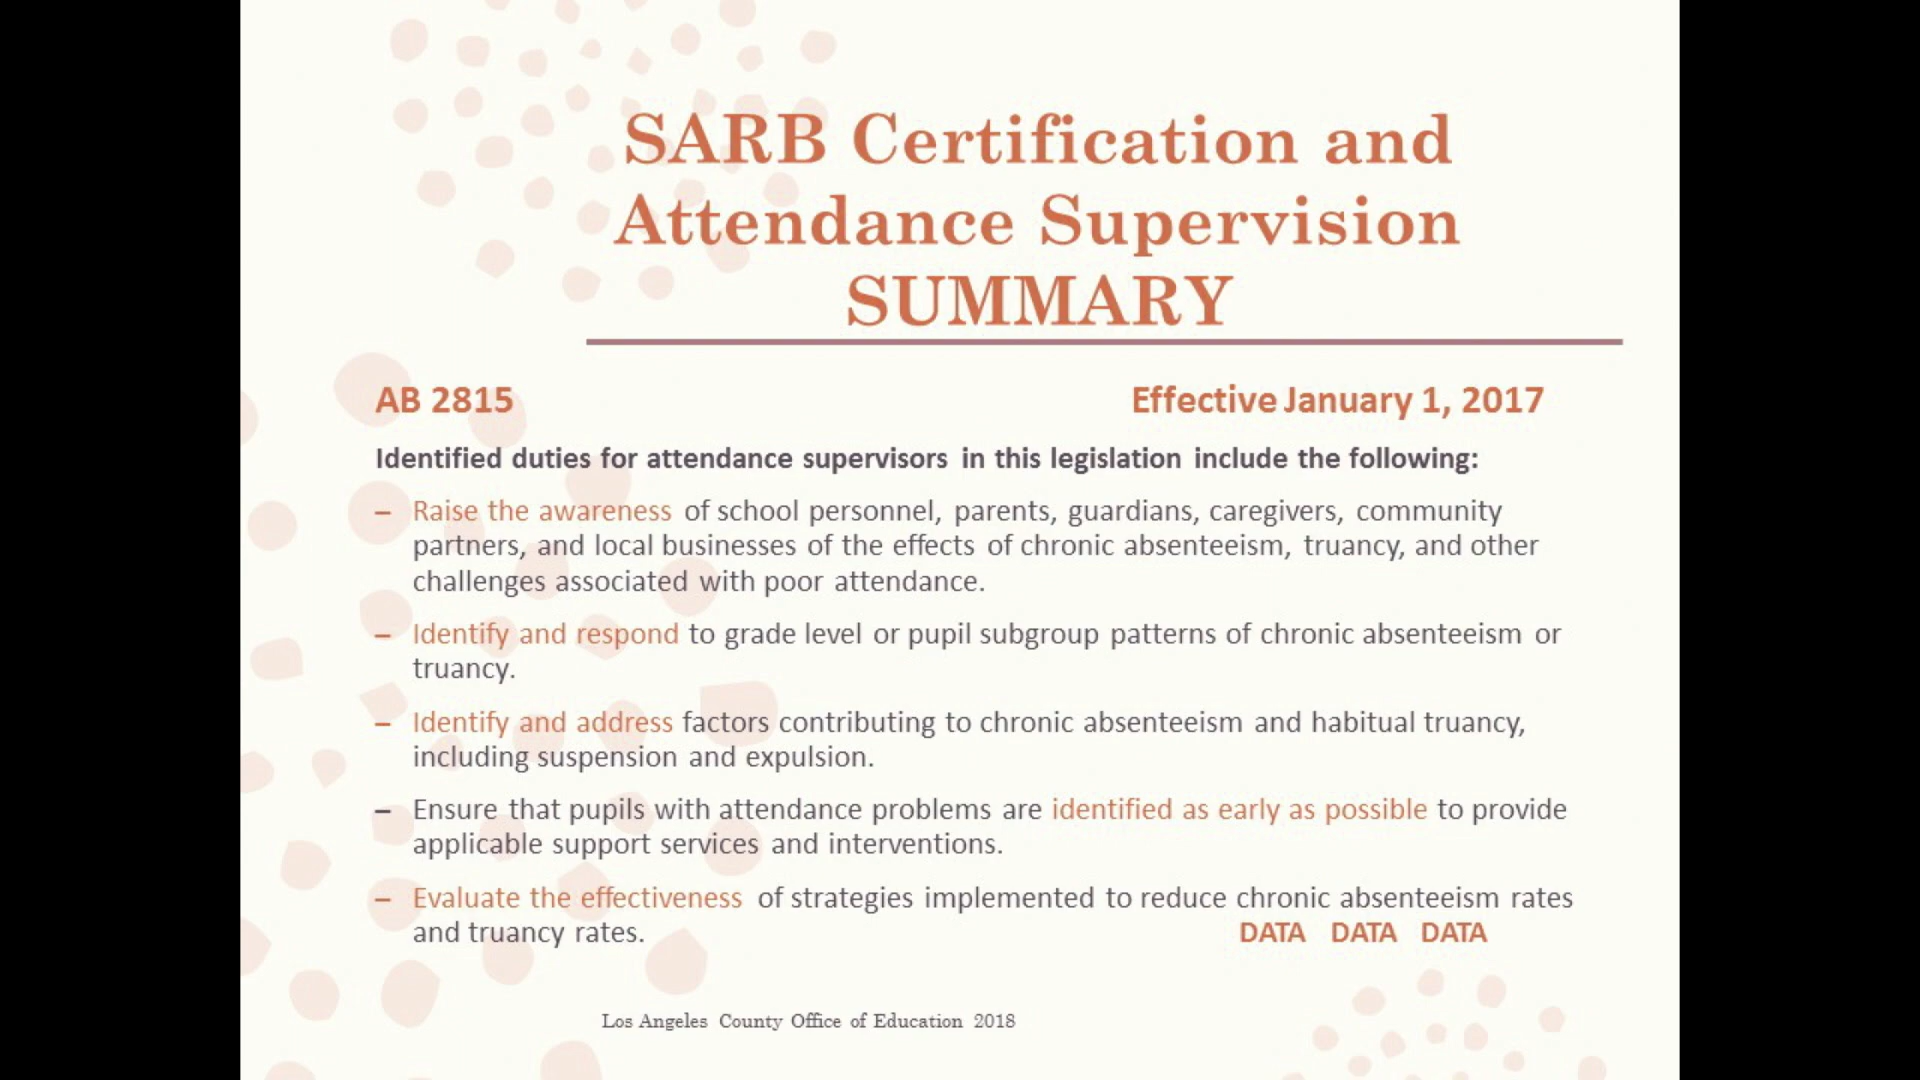 SARB Certification and
Attendance Supervision
SUMMARY
AB 2815 Effective January 1, 2017
Identified duties for attendance supervisors in this legislation include the following:
– Raise the awareness of school personnel, parents, guardians, caregivers, community
partners, and local businesses of the effects of chronic absenteeism, truancy, and other
challenges associated with poor attendance.
– Identify and respond to grade level or pupil subgroup patterns of chronic absenteeism or
truancy.
– Identify and address factors contributing to chronic absenteeism and habitual truancy,
including suspension and expulsion.
– Ensure that pupils with attendance problems are identified as early as possible to provide
applicable support services and interventions.
– Evaluate the effectiveness of strategies implemented to reduce chronic absenteeism rates
and truancy rates. DATA DATA DATA
Los Angeles County Office of Education 2018